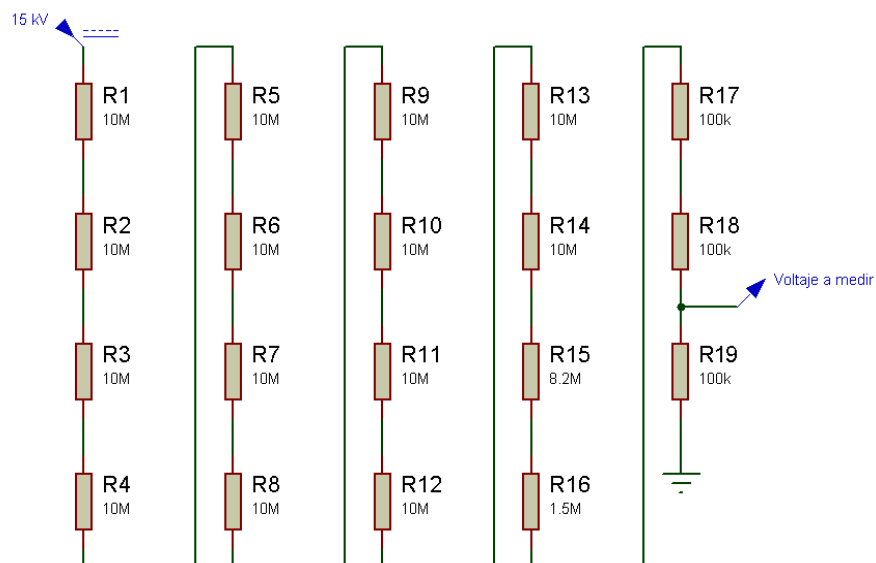 15 kV
R1
10M
R2
10M
R3
10M
R4
10M
R5
10M
R6
10M
R7
10M
R8
10M
R9
10M
R10
10M
R11
10M
R12
10M
R13
10M
R14
10M
R15
8.2M
R16
1.5M
R17
100k
R18
100k
Voltaje a medir
R19
100k